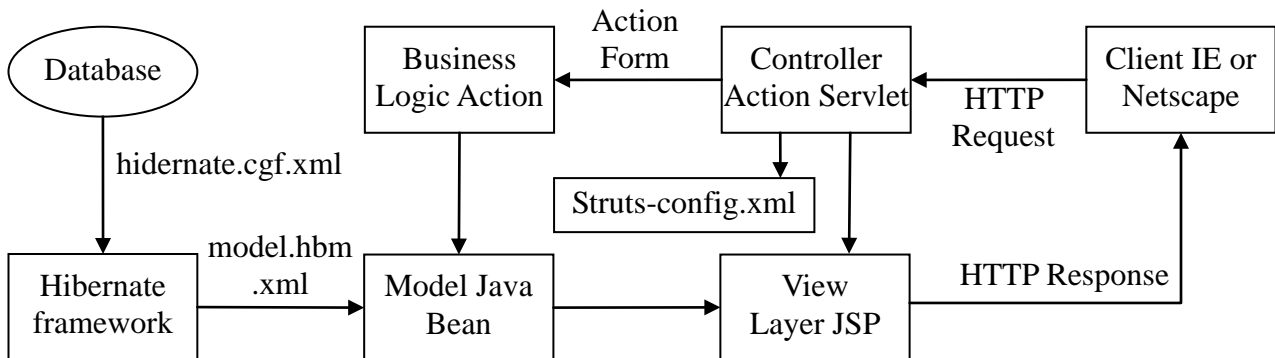 Database
Business
Logic Action
Action
Form
Controller
Action Servlet
Client IE or
Netscape
HTTP
Request
hidernate.cgf.xml
Struts-config.xml
model.hbm
.xml
HTTP Response
Hibernate
framework
Model Java
Bean
View
Layer JSP